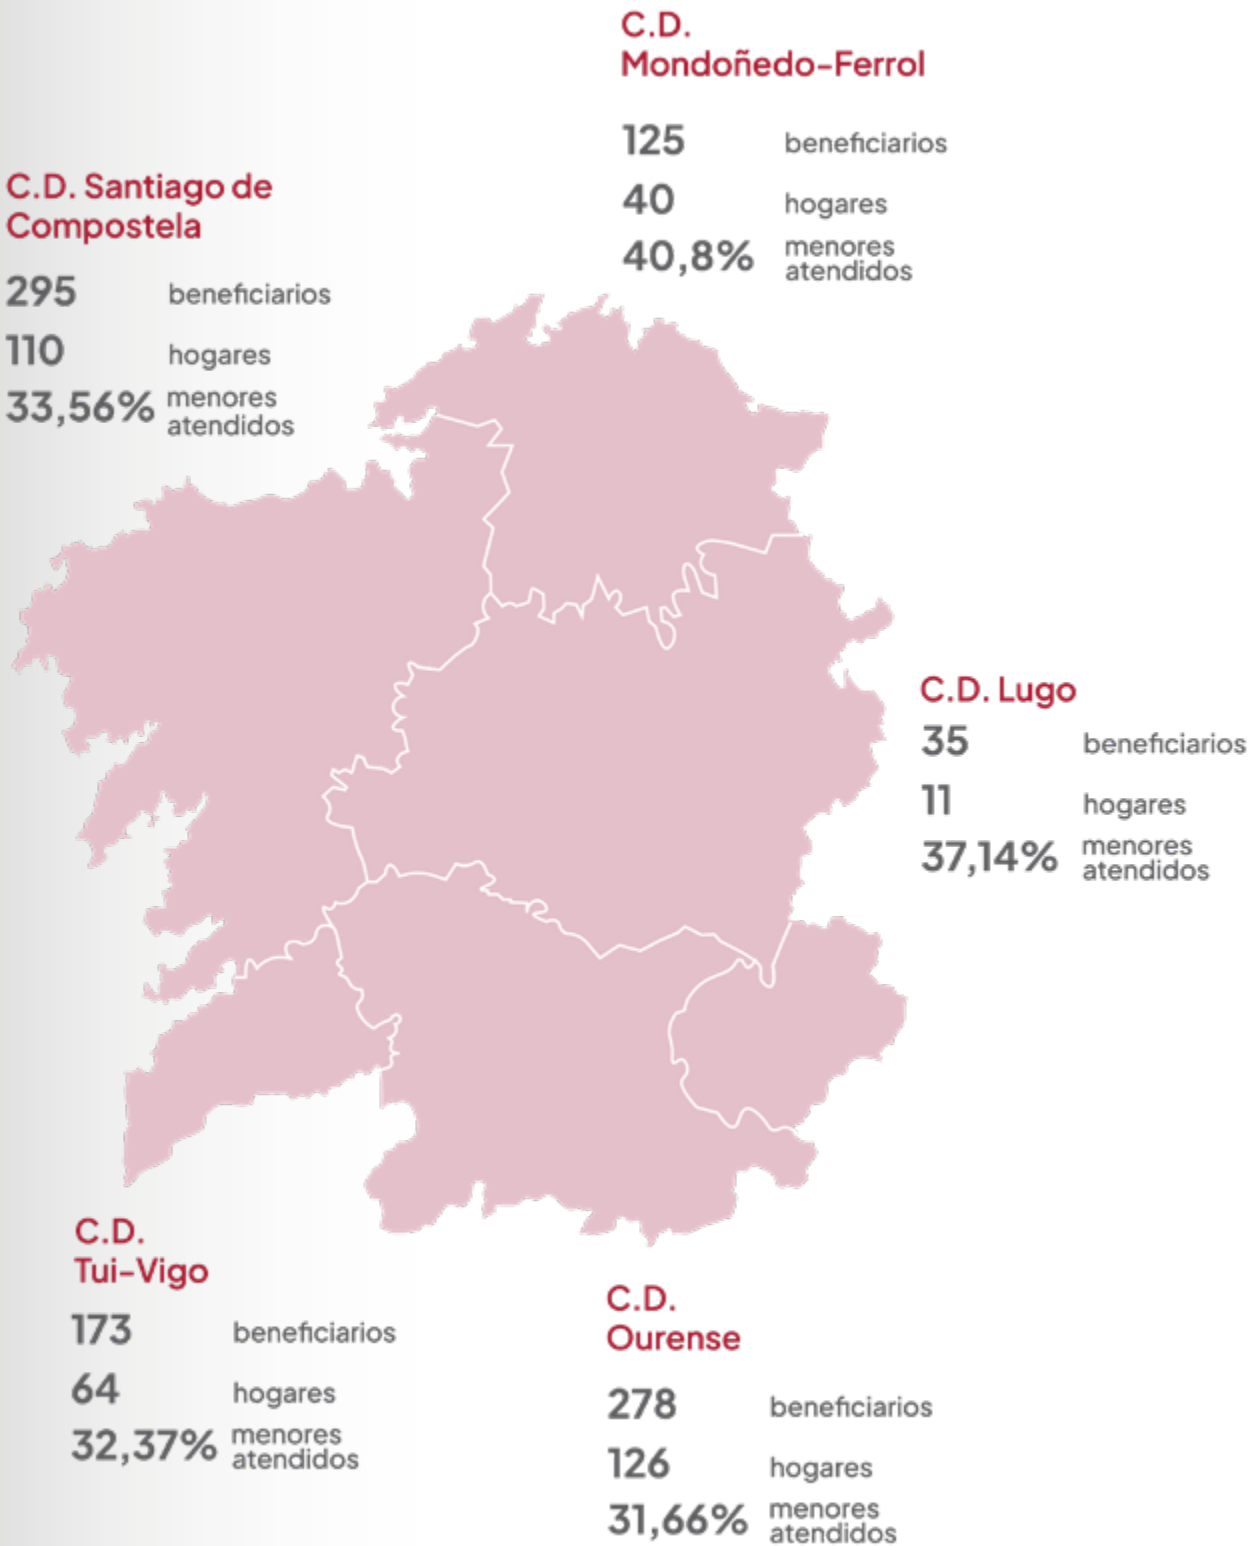 C.D.
Mondoñedo-Ferrol
125 beneficiarios
40 hogares
40,8% menores
atendidos
C.D. Santiago de
Compostela
295 beneficiarios
110 hogares
33,56% menores
atendidos
C.D. Lugo
35 beneficiarios
11 hogares
37,14% menores
atendidos
C.D.
Tui-Vigo
173 beneficiarios
64 hogares
32,37% menores
atendidos
C.D.
Ourense
278 beneficiarios
126 hogares
31,66% menores
atendidos